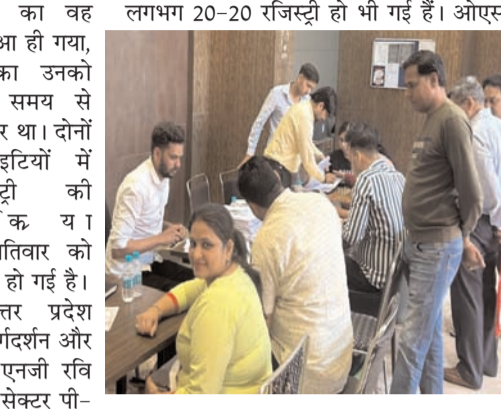 का वह
आ ही गया,
का उनको
समय से
र था। दोनों
इटियों में
ट्री की
क्रि या
तिवार को
हो गई है।
त्तर प्रदेश
र्गदर्शन और
एनजी रवि
सेक्टर पी-
लगभग 20-20 रजिस्ट्री हो भी गई हैं। ओएस